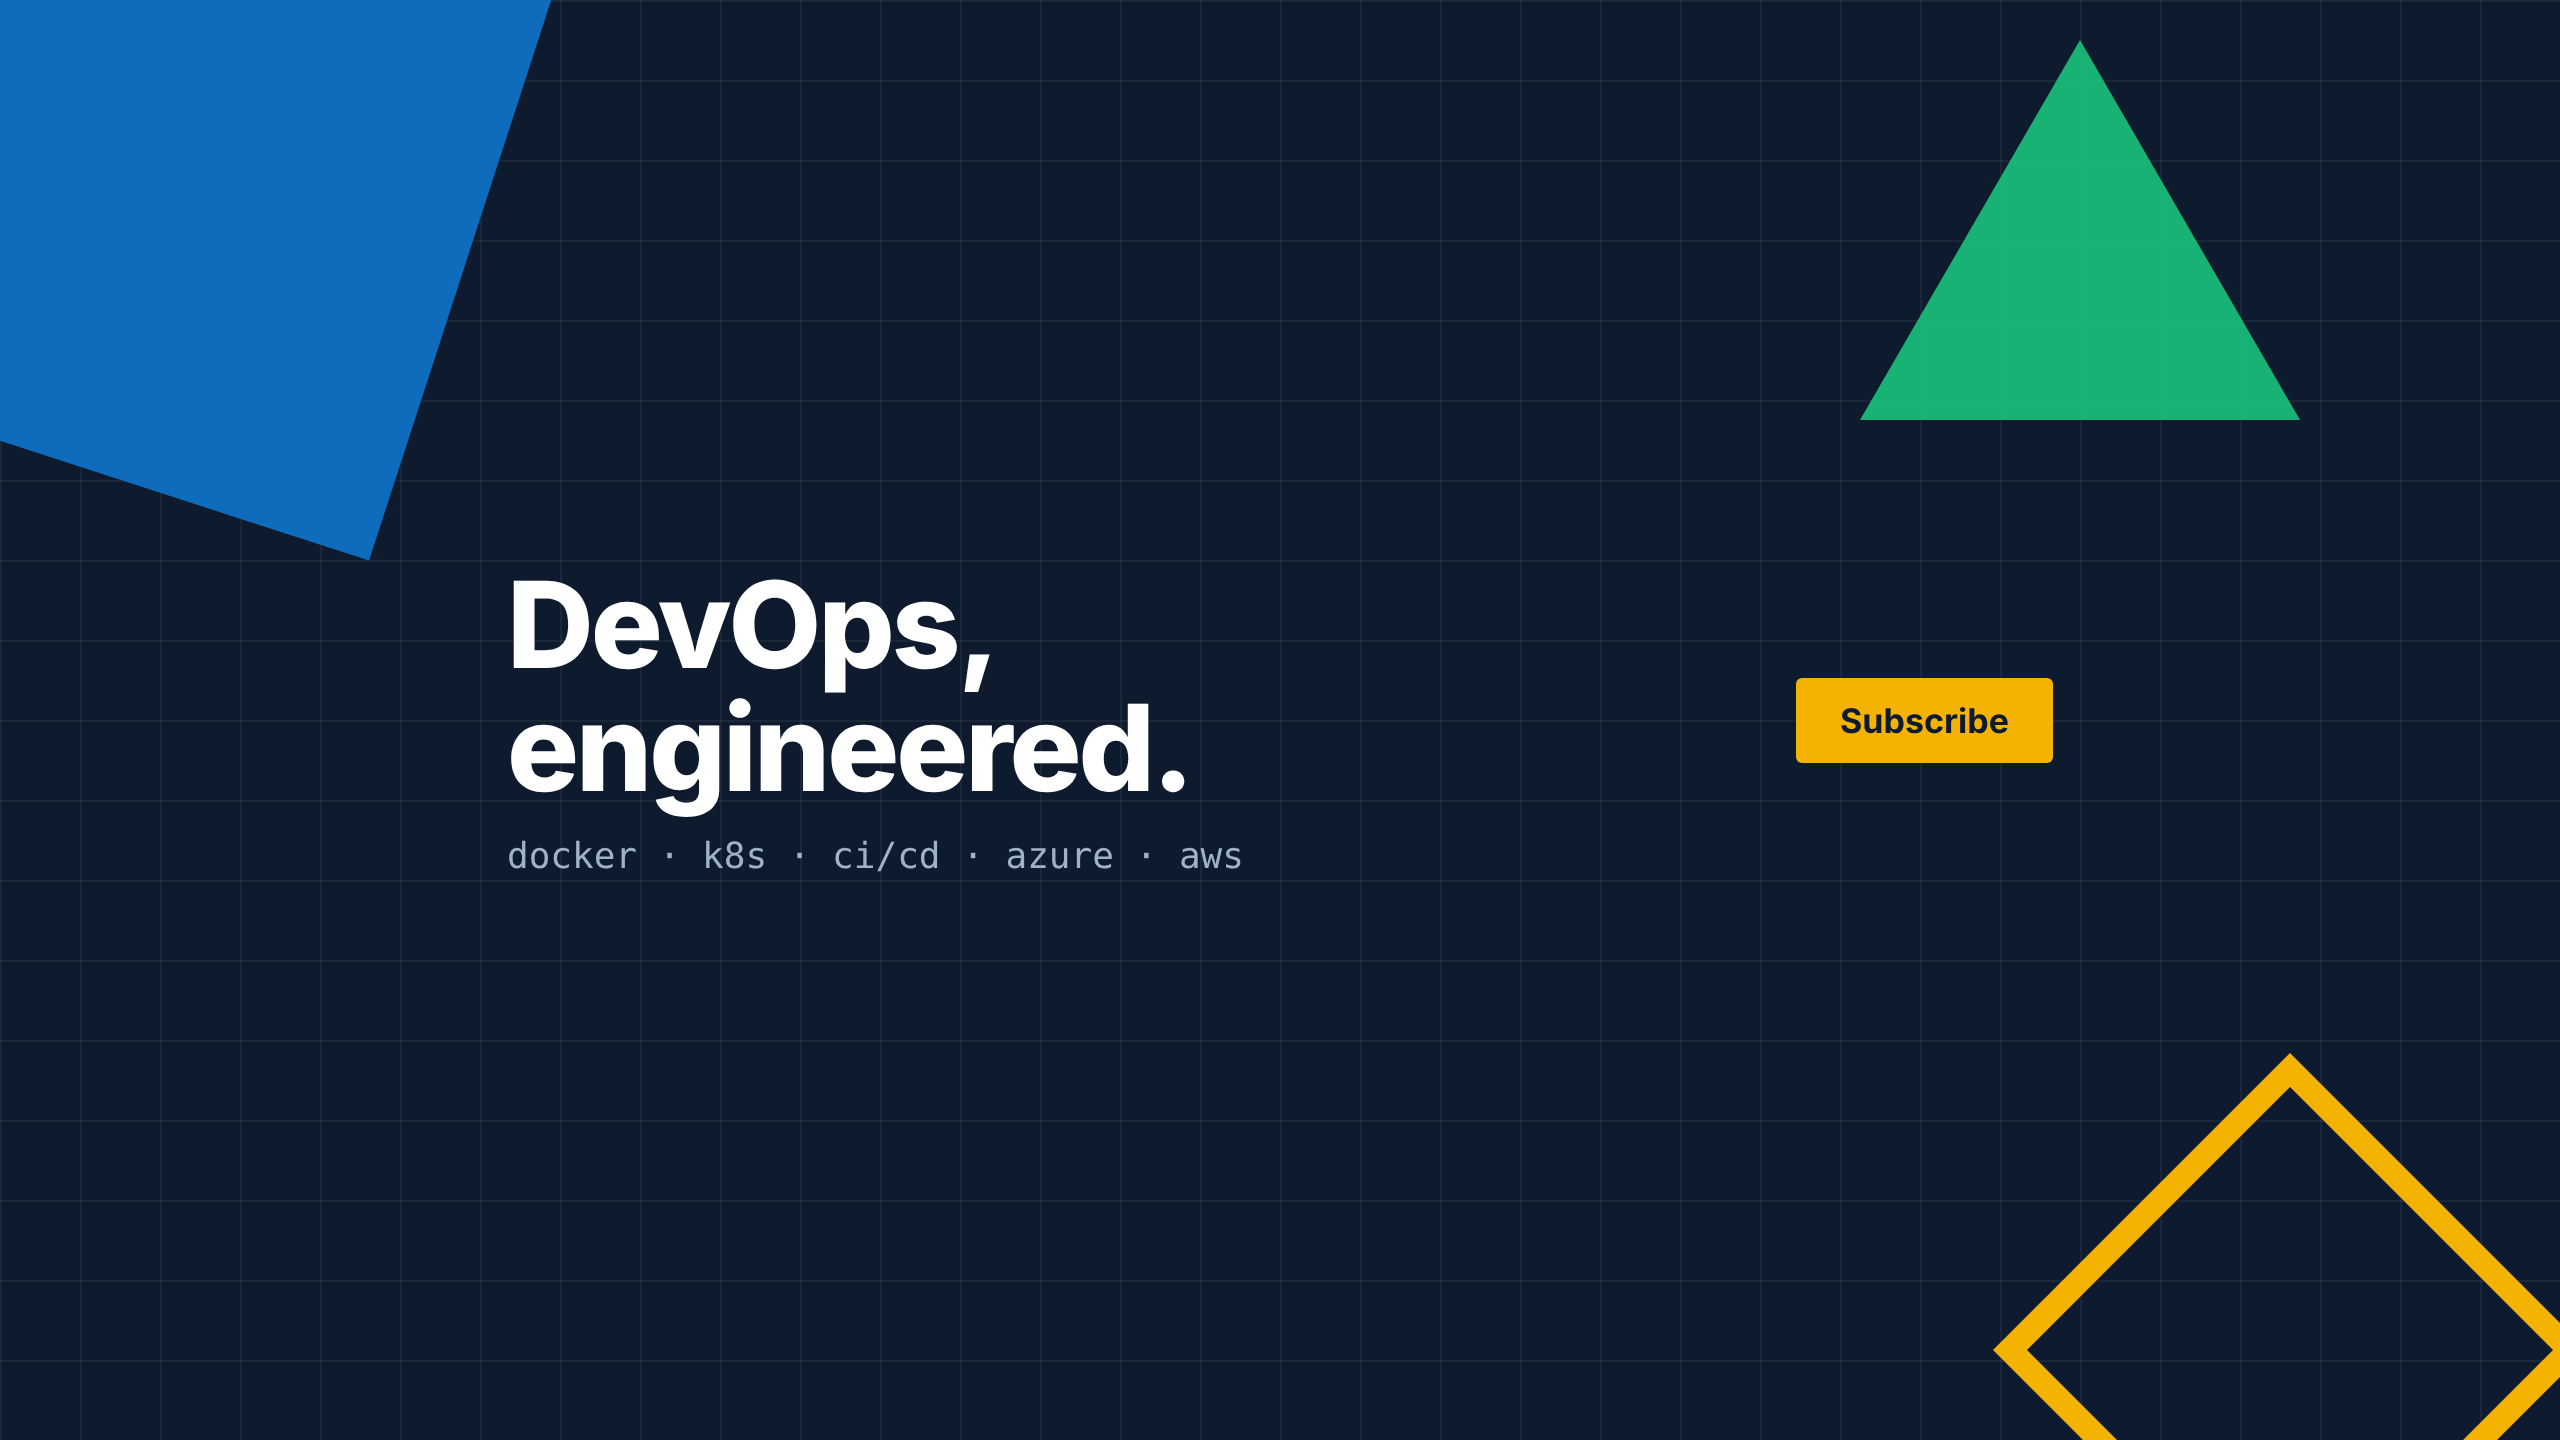 DevOps,
engineered.
docker · k8s · ci/cd · azure · aws
Subscribe